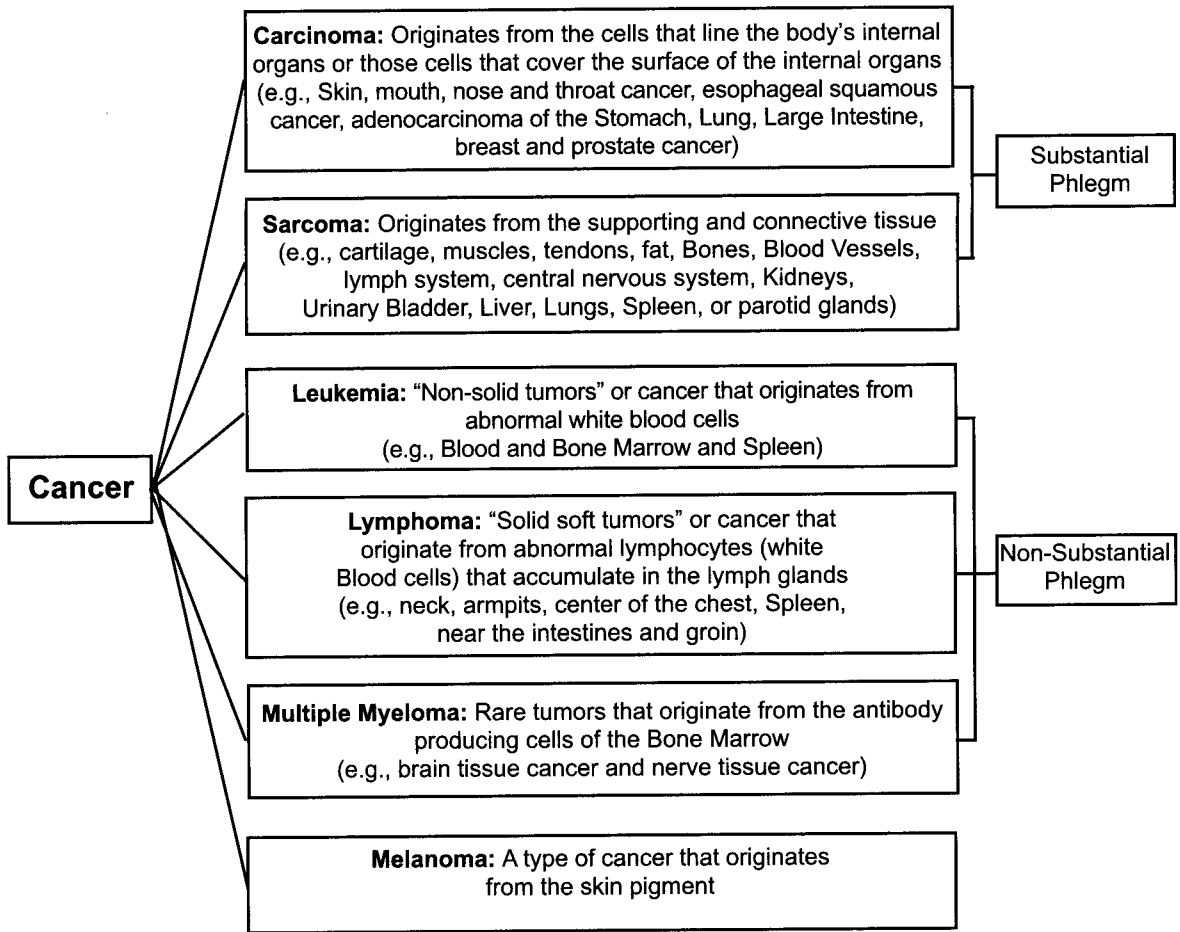 Carcinoma: Originates from the cells that line the body's internal
organs or those cells that cover the surface of the internal organs
(e.g., Skin, mouth, nose and throat cancer, esophageal squamous
cancer, adenocarcinoma of the Stomach, Lung, Large Intestine,
breast and prostate cancer)
Substantial
Phlegm
Sarcoma: Originates from the supporting and connective tissue
(e.g., cartilage, muscles, tendons, fat, Bones, Blood Vessels,
lymph system, central nervous system, Kidneys,
Urinary Bladder, Liver, Lungs, Spleen, or parotid glands)
Leukemia: “Non-solid tumors” or cancer that originates from
abnormal white blood cells
(e.g., Blood and Bone Marrow and Spleen)
Cancer
Lymphoma: “Solid soft tumors” or cancer that
originate from abnormal lymphocytes (white
Blood cells) that accumulate in the lymph glands
(e.g., neck, armpits, center of the chest, Spleen,
near the intestines and groin)
Non-Substantial
Phlegm
Multiple Myeloma: Rare tumors that originate from the antibody
producing cells of the Bone Marrow
(e.g., brain tissue cancer and nerve tissue cancer)
Melanoma: A type of cancer that originates
from the skin pigment